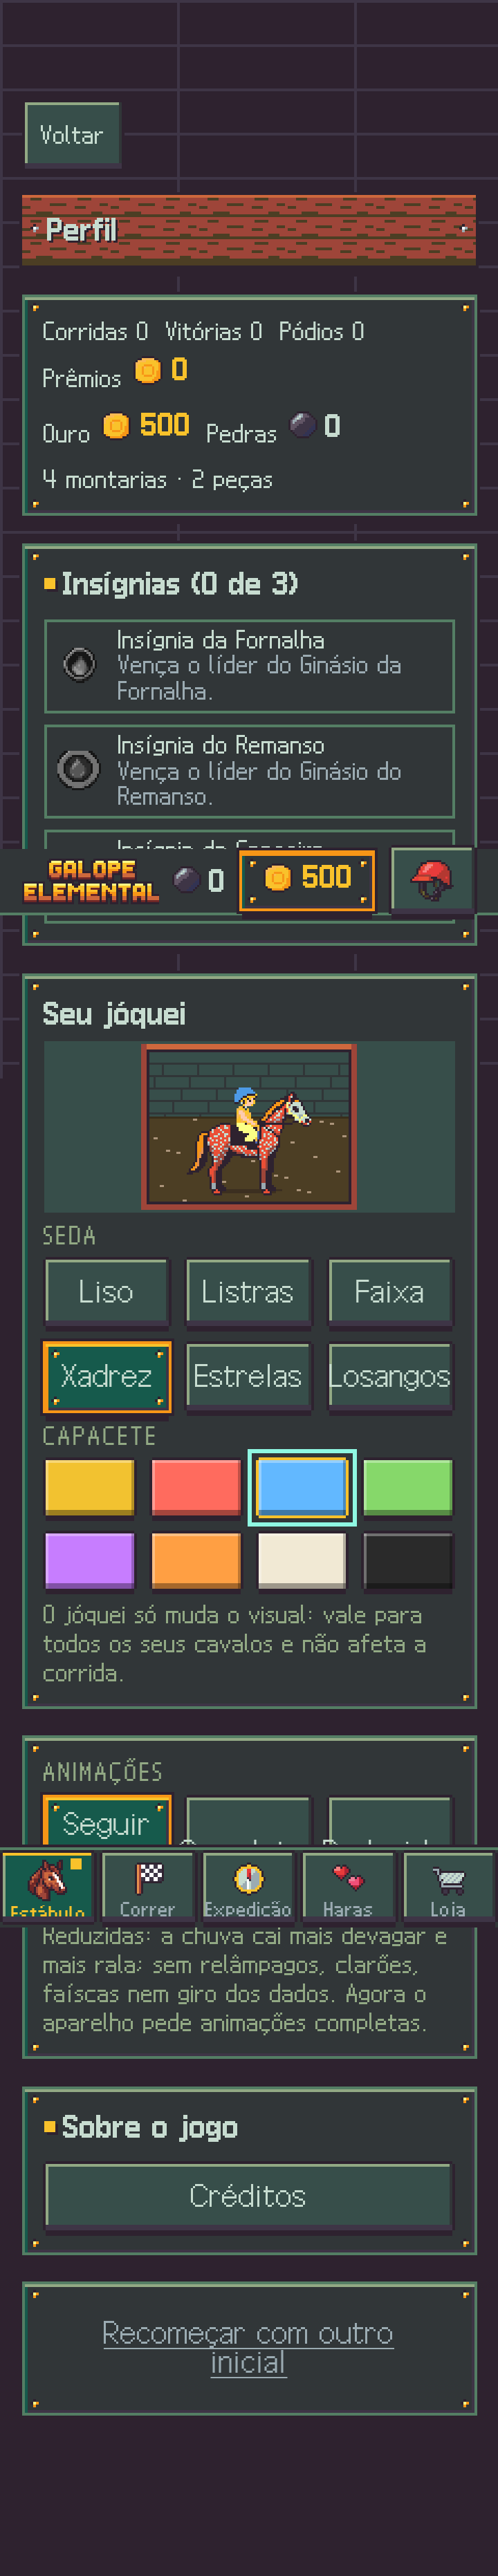 Voltar
Perfil
Corridas 0 Vitórias 0 Pódios 0
Prêmios 0
Ouro 500 Pedras 0
4 montarias · 2 peças
Insígnias (0 de 3)
Insígnia da Fornalha
Vença o líder do Ginásio da
Fornalha.
Insígnia do Remanso
Vença o líder do Ginásio do
Remanso.
GALOPE
ELEMENTAL
0
500
Seu jóquei
SEDA
Liso
Listras
Faixa
Xadrez
Estrelas
Losangos
CAPACETE
O jóquei só muda o visual: vale para
todos os seus cavalos e não afeta a
corrida.
ANIMAÇÕES
Seguir
Estábulo
Correr
Expedição
Haras
Loja
Reduzidas: a chuva cai mais devagar e
mais rala; sem relâmpagos, clarões,
faíscas nem giro dos dados. Agora o
aparelho pede animações completas.
Sobre o jogo
Créditos
Recomeçar com outro
inicial